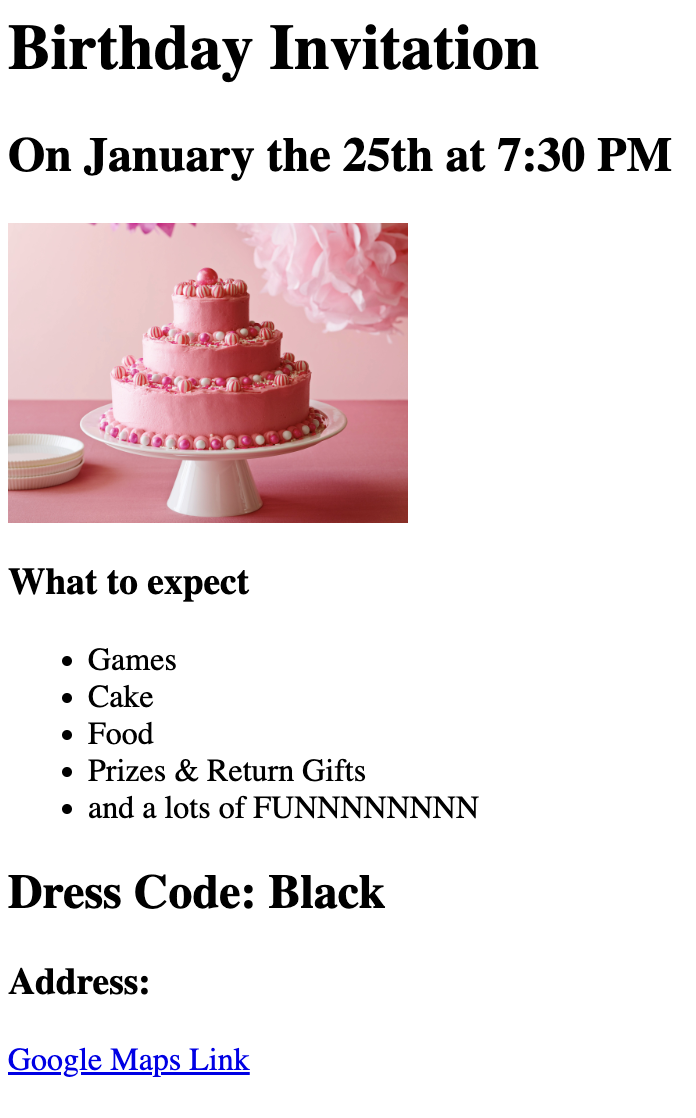 Birthday Invitation
On January the 25th at 7:30 PM
What to expect
Games
Cake
Food
Prizes & Return Gifts
and a lots of FUNNNNNNNN
Dress Code: Black
Address:
Google Maps Link